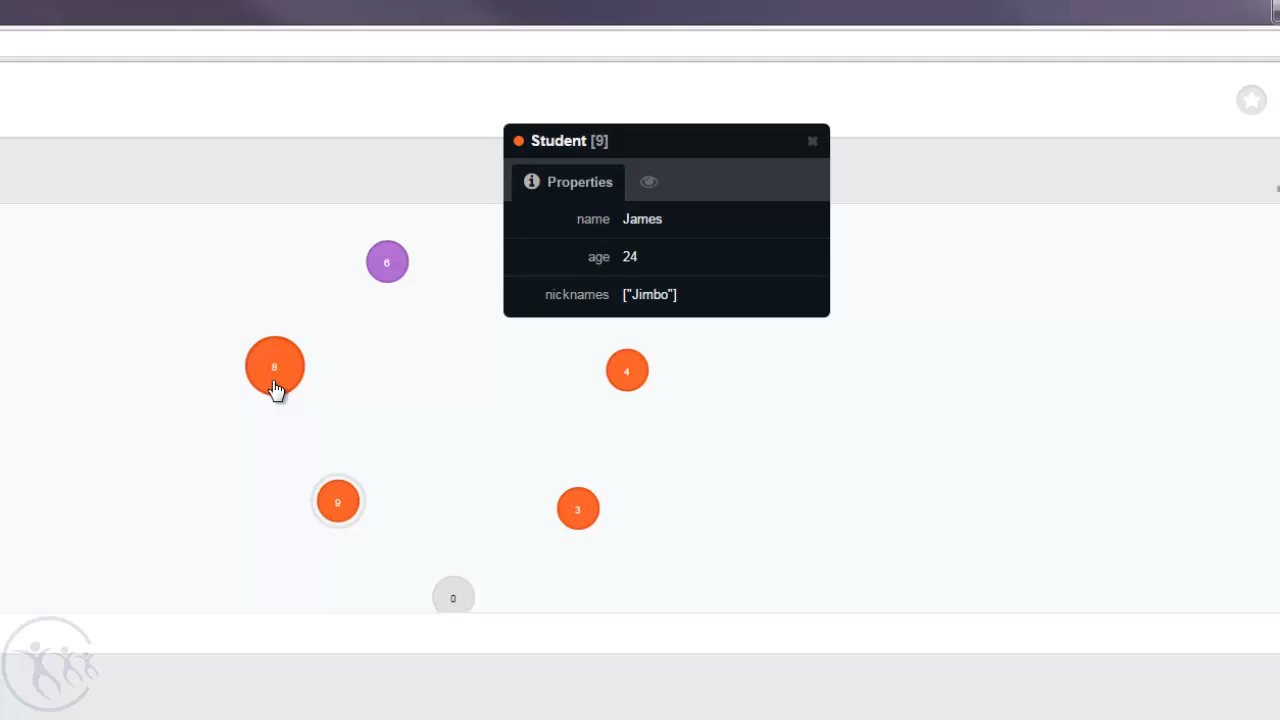 Student [9]
Properties
name James
age 24
nicknames ["Jimbo"]
6
8
4
9
3
0